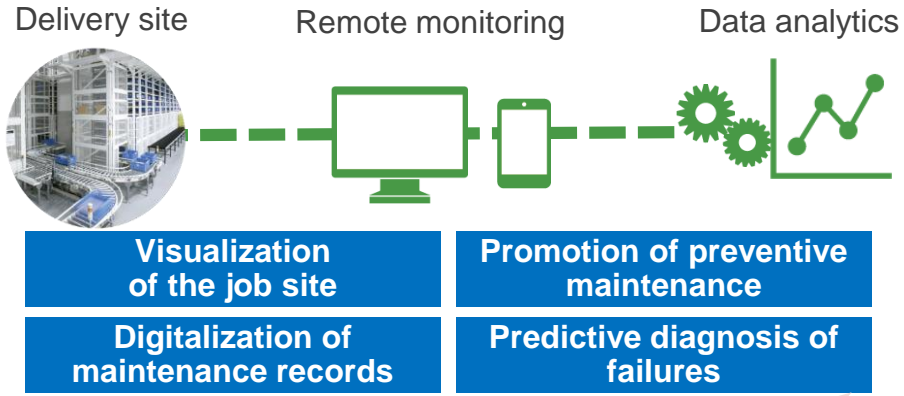 Delivery site
Remote monitoring
Data analytics
Visualization
of the job site
Promotion of preventive
maintenance
Digitalization of
maintenance records
Predictive diagnosis of
failures